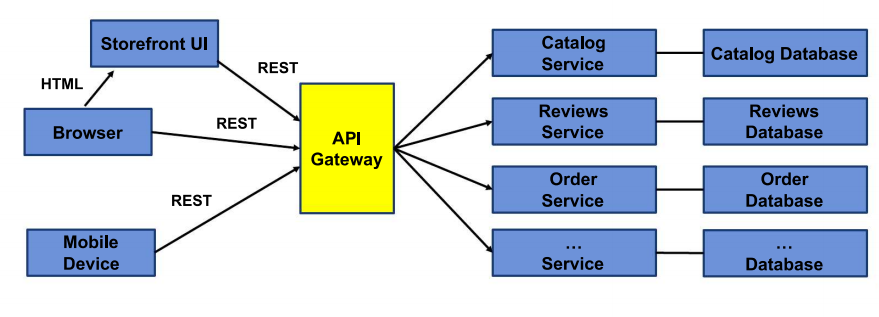 Storefront UI
HTML
REST
Browser
REST
REST
Mobile
Device
API
Gateway
Catalog
Service
Catalog Database
Reviews
Service
Reviews
Database
Order
Service
Order
Database
...
Service
...
Database